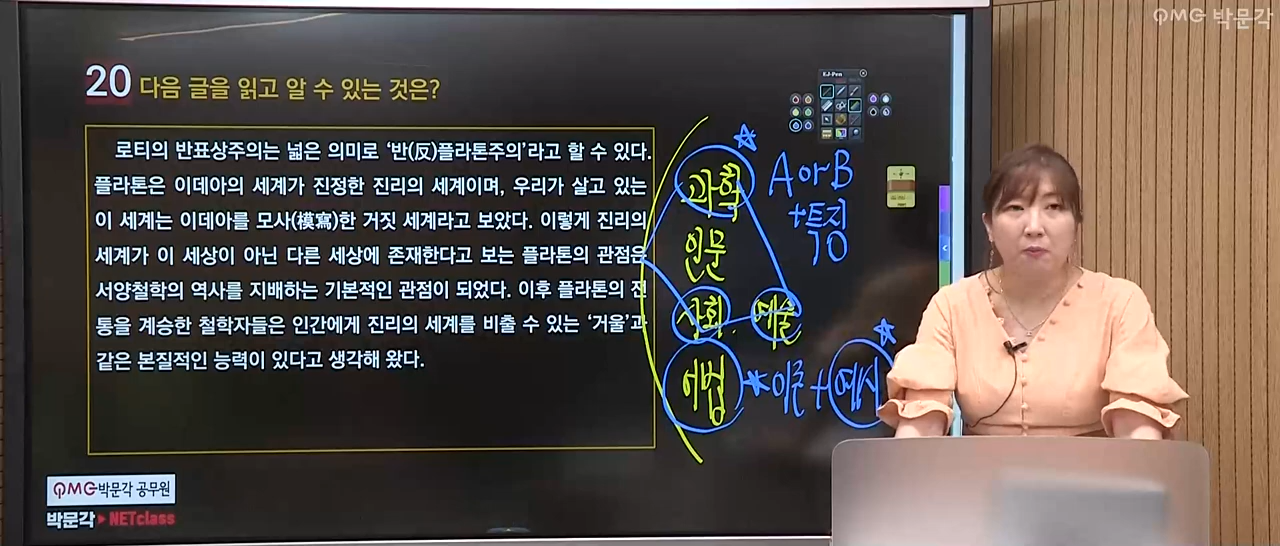 PMG 박문각
EJ-Pen
20 다음 글을 읽고 알 수 있는 것은?
로티의 반표상주의는 넓은 의미로 ‘반(反)플라톤주의’라고 할 수 있다.
플라톤은 이데아의 세계가 진정한 진리의 세계이며, 우리가 살고 있는
이 세계는 이데아를 모사(模寫)한 거짓 세계라고 보았다. 이렇게 진리의
세계가 이 세상이 아닌 다른 세상에 존재한다고 보는 플라톤의 관점은
서양철학의 역사를 지배하는 기본적인 관점이 되었다. 이후 플라톤의 전
통을 계승한 철학자들은 인간에게 진리의 세계를 비출 수 있는 ‘거울’과
같은 본질적인 능력이 있다고 생각해 왔다.
과학
인문
사회. 예술
어법
A or B
+특징
이론 + 예시
PMG박문각 공무원
박문각 NETclass